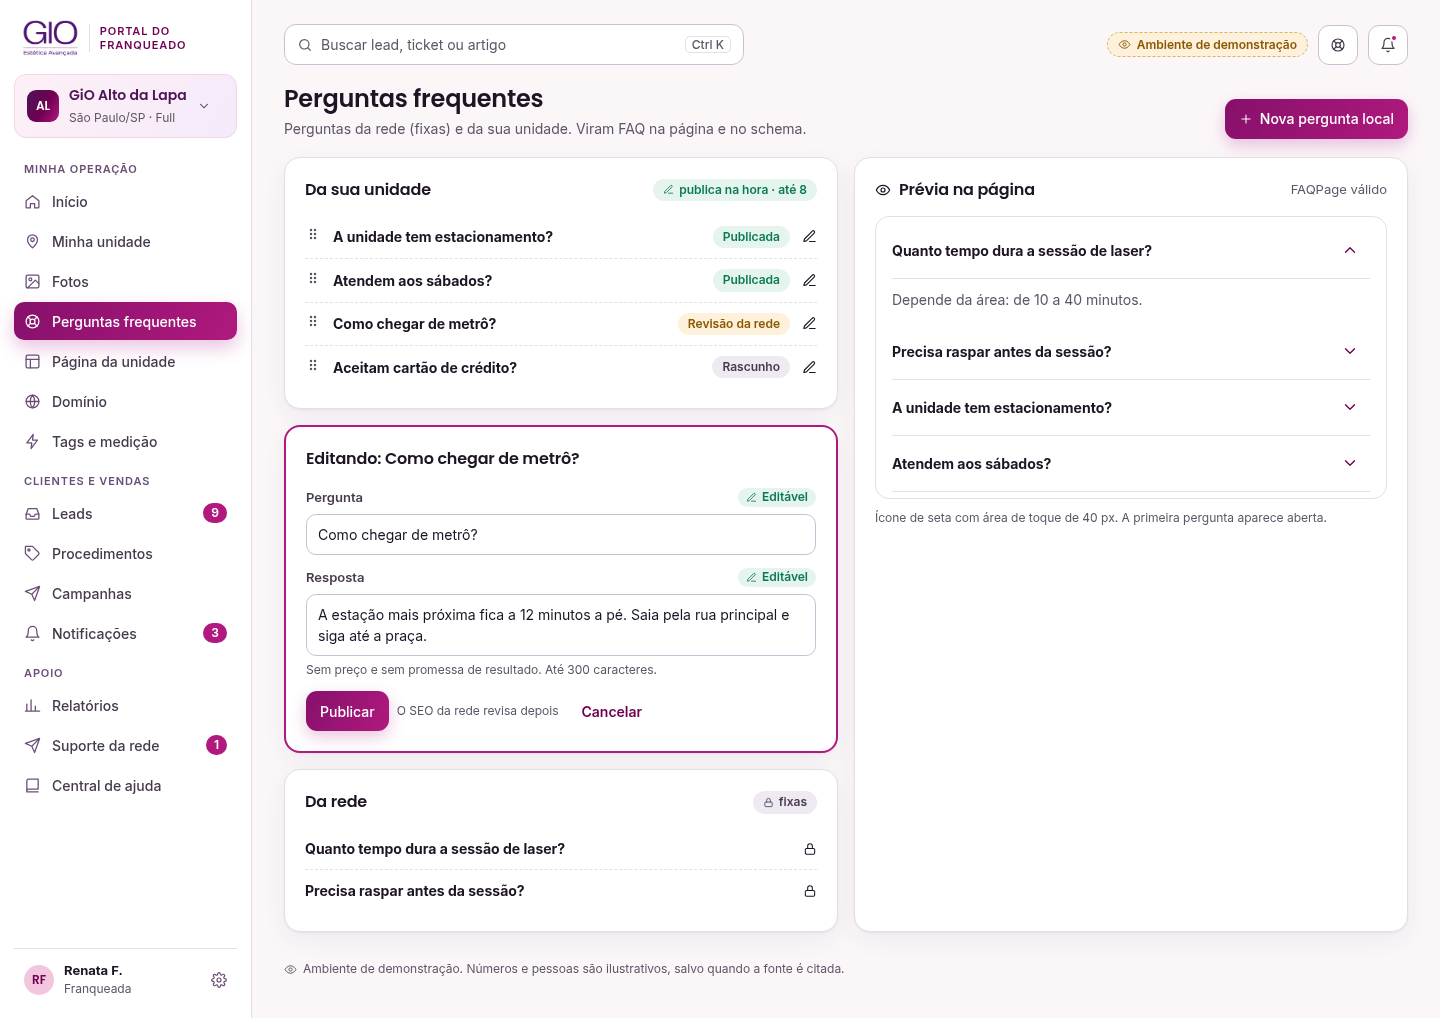 GIO
Estética Avançada
PORTAL DO
FRANQUEADO
AL
GiO Alto da Lapa
São Paulo/SP · Full
MINHA OPERAÇÃO
Início
Minha unidade
Fotos
Perguntas frequentes
Página da unidade
Domínio
Tags e medição
CLIENTES E VENDAS
Leads
9
Procedimentos
Campanhas
Notificações
3
APOIO
Relatórios
Suporte da rede
1
Central de ajuda
RF
Renata F.
Franqueada
Buscar lead, ticket ou artigo
Ctrl K
Ambiente de demonstração
Perguntas frequentes
Perguntas da rede (fixas) e da sua unidade. Viram FAQ na página e no schema.
Nova pergunta local
Da sua unidade
publica na hora · até 8
A unidade tem estacionamento?
Publicada
Atendem aos sábados?
Publicada
Como chegar de metrô?
Revisão da rede
Aceitam cartão de crédito?
Rascunho
Editando: Como chegar de metrô?
Pergunta
Editável
Como chegar de metrô?
Resposta
Editável
A estação mais próxima fica a 12 minutos a pé. Saia pela rua principal e
siga até a praça.
Sem preço e sem promessa de resultado. Até 300 caracteres.
Publicar
O SEO da rede revisa depois
Cancelar
Da rede
fixas
Quanto tempo dura a sessão de laser?
Precisa raspar antes da sessão?
Prévia na página
FAQPage válido
Quanto tempo dura a sessão de laser?
Depende da área: de 10 a 40 minutos.
Precisa raspar antes da sessão?
A unidade tem estacionamento?
Atendem aos sábados?
Ícone de seta com área de toque de 40 px. A primeira pergunta aparece aberta.
Ambiente de demonstração. Números e pessoas são ilustrativos, salvo quando a fonte é citada.